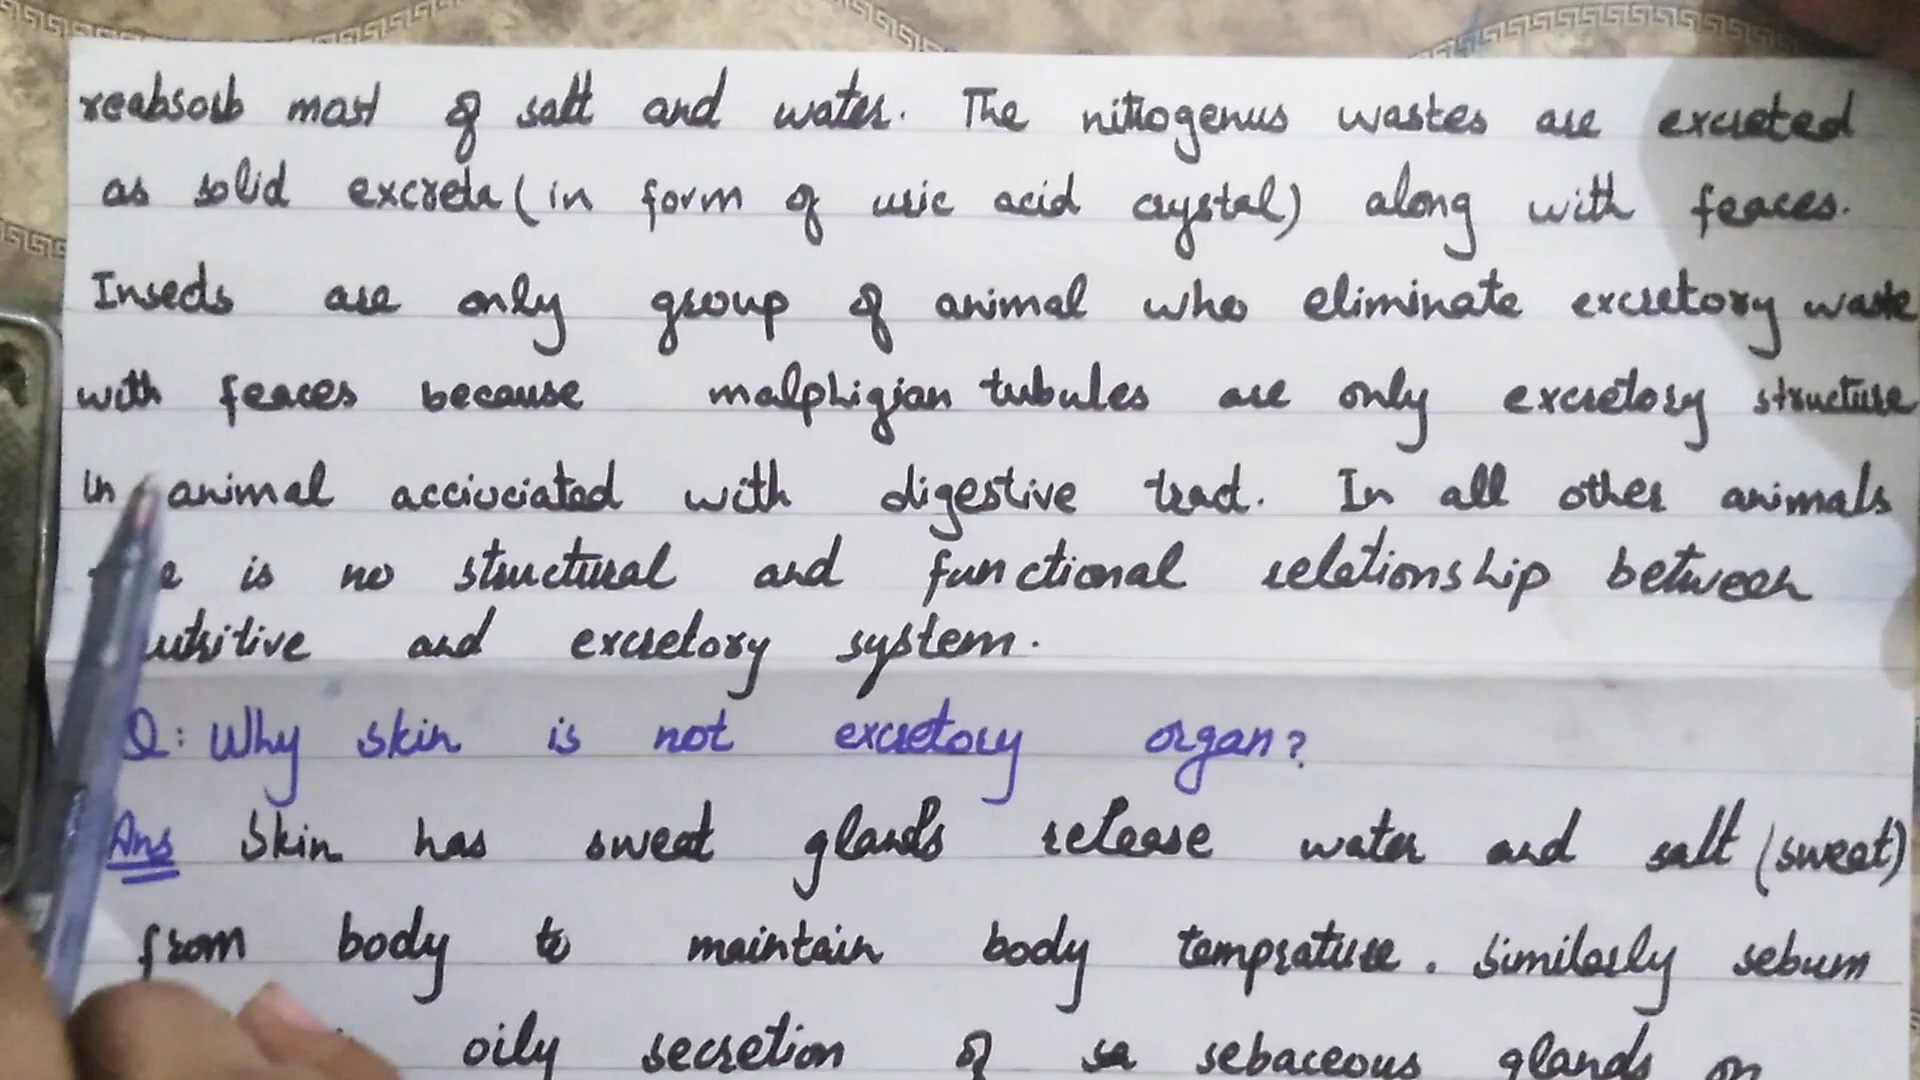 reabsorb most of salt and water. The nitrogenus wastes are excreted
as solid excreta (in form of uric acid crystal) along with feaces.
Insects are only group of animal who eliminate excretory waste
with feaces because malphigian tubules are only excretory structure
in animal acciociated with digestive tract. In all other animals
is no structural and functional relationship between
and excretory system.
Q: Why skin is not excretory organ?
Ans Skin has sweat glands release water and salt (sweat)
from body to maintain body temprature. Similarly sebum
oily secretion of sa sebaceous glands on